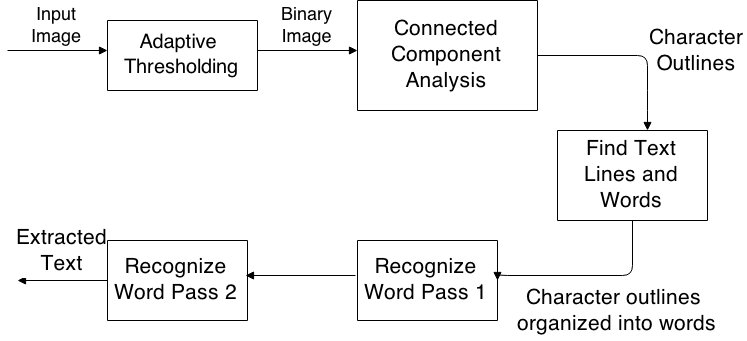 Input
Image
Adaptive
Thresholding
Binary
Image
Connected
Component
Analysis
Character
Outlines
Find Text
Lines and
Words
Character outlines
organized into words
Recognize
Word Pass 1
Recognize
Word Pass 2
Extracted
Text